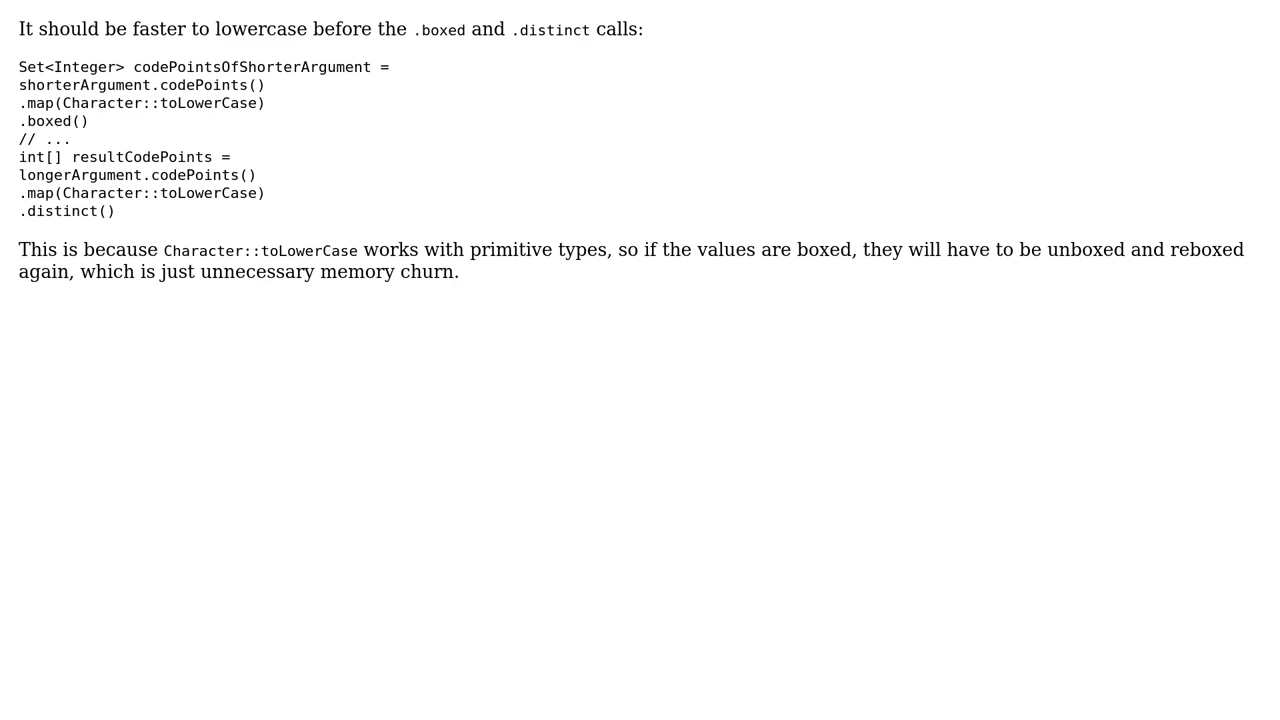 It should be faster to lowercase before the .boxed and .distinct calls:
Set<Integer> codePointsOfShorterArgument =
shorterArgument.codePoints()
.map(Character::toLowerCase)
.boxed()
// ...
int[] resultCodePoints =
longerArgument.codePoints()
.map(Character::toLowerCase)
.distinct()
This is because Character::toLowerCase works with primitive types, so if the values are boxed, they will have to be unboxed and reboxed
again, which is just unnecessary memory churn.